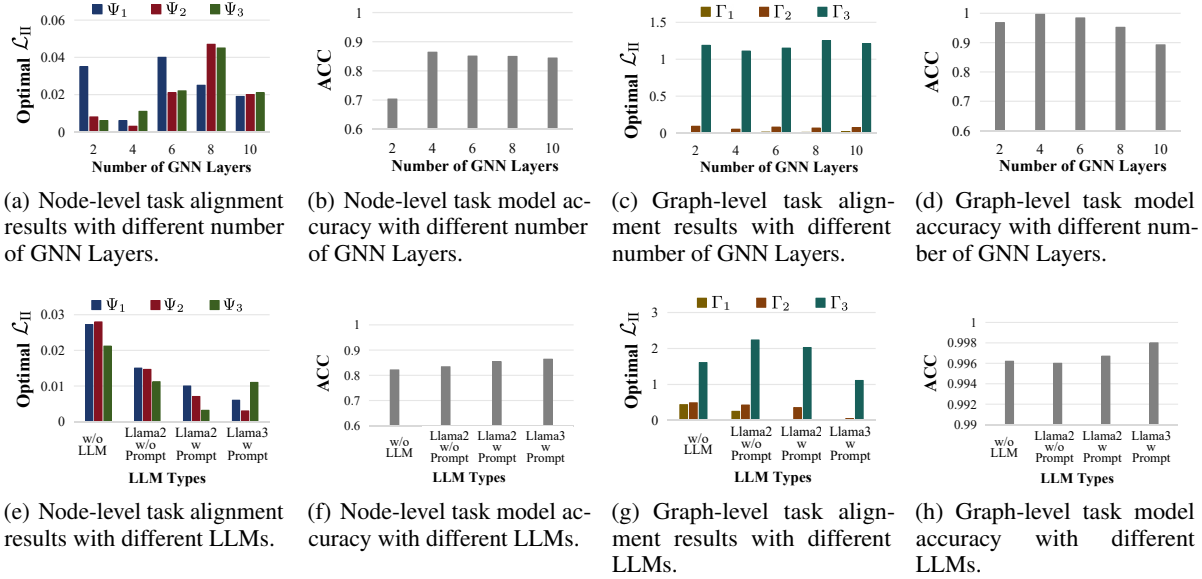 Ψ1 Ψ2 Ψ3
Optimal ℒII
0.06
0.04
0.02
0
2 4 6 8 10
Number of GNN Layers
(a) Node-level task alignment
results with different number
of GNN Layers.
ACC
1
0.9
0.8
0.7
0.6
2 4 6 8 10
Number of GNN Layers
(b) Node-level task model ac-
curacy with different number
of GNN Layers.
Γ1 Γ2 Γ3
Optimal ℒII
1.5
1
0.5
0
2 4 6 8 10
Number of GNN Layers
(c) Graph-level task align-
ment results with different
number of GNN Layers.
ACC
1
0.9
0.8
0.7
0.6
2 4 6 8 10
Number of GNN Layers
(d) Graph-level task model
accuracy with different num-
ber of GNN Layers.
Ψ1 Ψ2 Ψ3
Optimal ℒII
0.03
0.02
0.01
0
w/o Llama2 Llama2 Llama3
LLM w/o w w
Prompt Prompt Prompt
LLM Types
(e) Node-level task alignment
results with different LLMs.
ACC
1
0.9
0.8
0.7
0.6
w/o Llama2 Llama2 Llama3
LLM w/o w w
Prompt Prompt Prompt
LLM Types
(f) Node-level task model ac-
curacy with different LLMs.
Γ1 Γ2 Γ3
Optimal ℒII
3
2
1
0
w/o Llama2 Llama2 Llama3
LLM w/o w w
Prompt Prompt Prompt
LLM Types
(g) Graph-level task align-
ment results with different
LLMs.
ACC
1
0.998
0.996
0.994
0.992
0.99
w/o Llama2 Llama2 Llama3
LLM w/o w w
Prompt Prompt Prompt
LLM Types
(h) Graph-level task model
accuracy with different
LLMs.